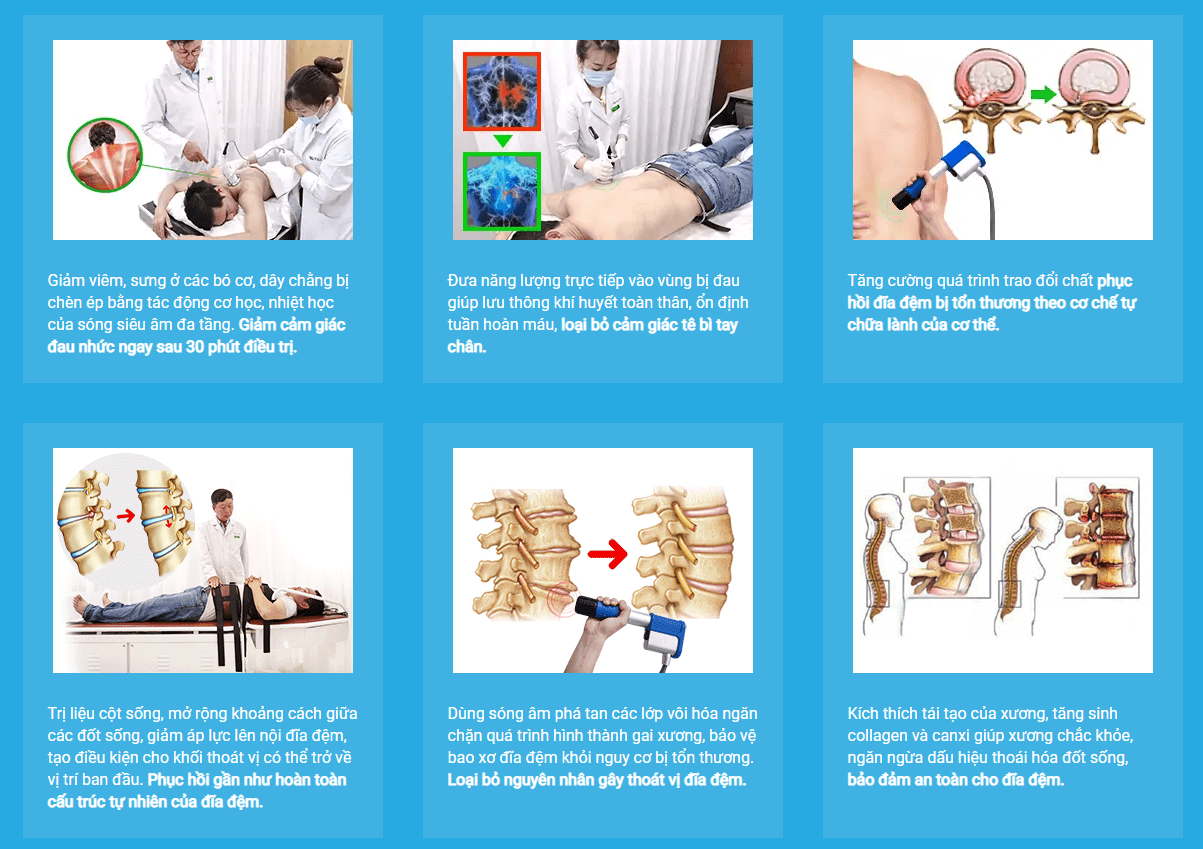 Giảm viêm, sưng ở các bó cơ, dây chằng bị
chèn ép bằng tác động cơ học, nhiệt học
của sóng siêu âm đa tầng. Giảm cảm giác
đau nhức ngay sau 30 phút điều trị.
Đưa năng lượng trực tiếp vào vùng bị đau
giúp lưu thông khí huyết toàn thân, ổn định
tuần hoàn máu, loại bỏ cảm giác tê bì tay
chân.
Tăng cường quá trình trao đổi chất phục
hồi đĩa đệm bị tổn thương theo cơ chế tự
chữa lành của cơ thể.
Trị liệu cột sống, mở rộng khoảng cách giữa
các đốt sống, giảm áp lực lên nội đĩa đệm,
tạo điều kiện cho khối thoát vị có thể trở về
vị trí ban đầu. Phục hồi gần như hoàn toàn
cấu trúc tự nhiên của đĩa đệm.
Dùng sóng âm phá tan các lớp vôi hóa ngăn
chặn quá trình hình thành gai xương, bảo vệ
bao xơ đĩa đệm khỏi nguy cơ bị tổn thương.
Loại bỏ nguyên nhân gây thoát vị đĩa đệm.
Kích thích tái tạo của xương, tăng sinh
collagen và canxi giúp xương chắc khỏe,
ngăn ngừa dấu hiệu thoái hóa đốt sống,
bảo đảm an toàn cho đĩa đệm.